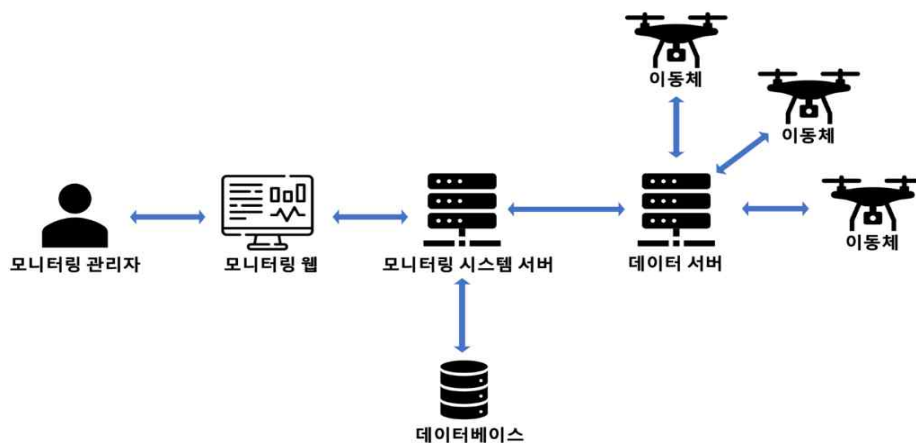 이동체
이동체
이동체
모니터링 관리자
모니터링 웹
모니터링 시스템 서버
데이터 서버
데이터베이스